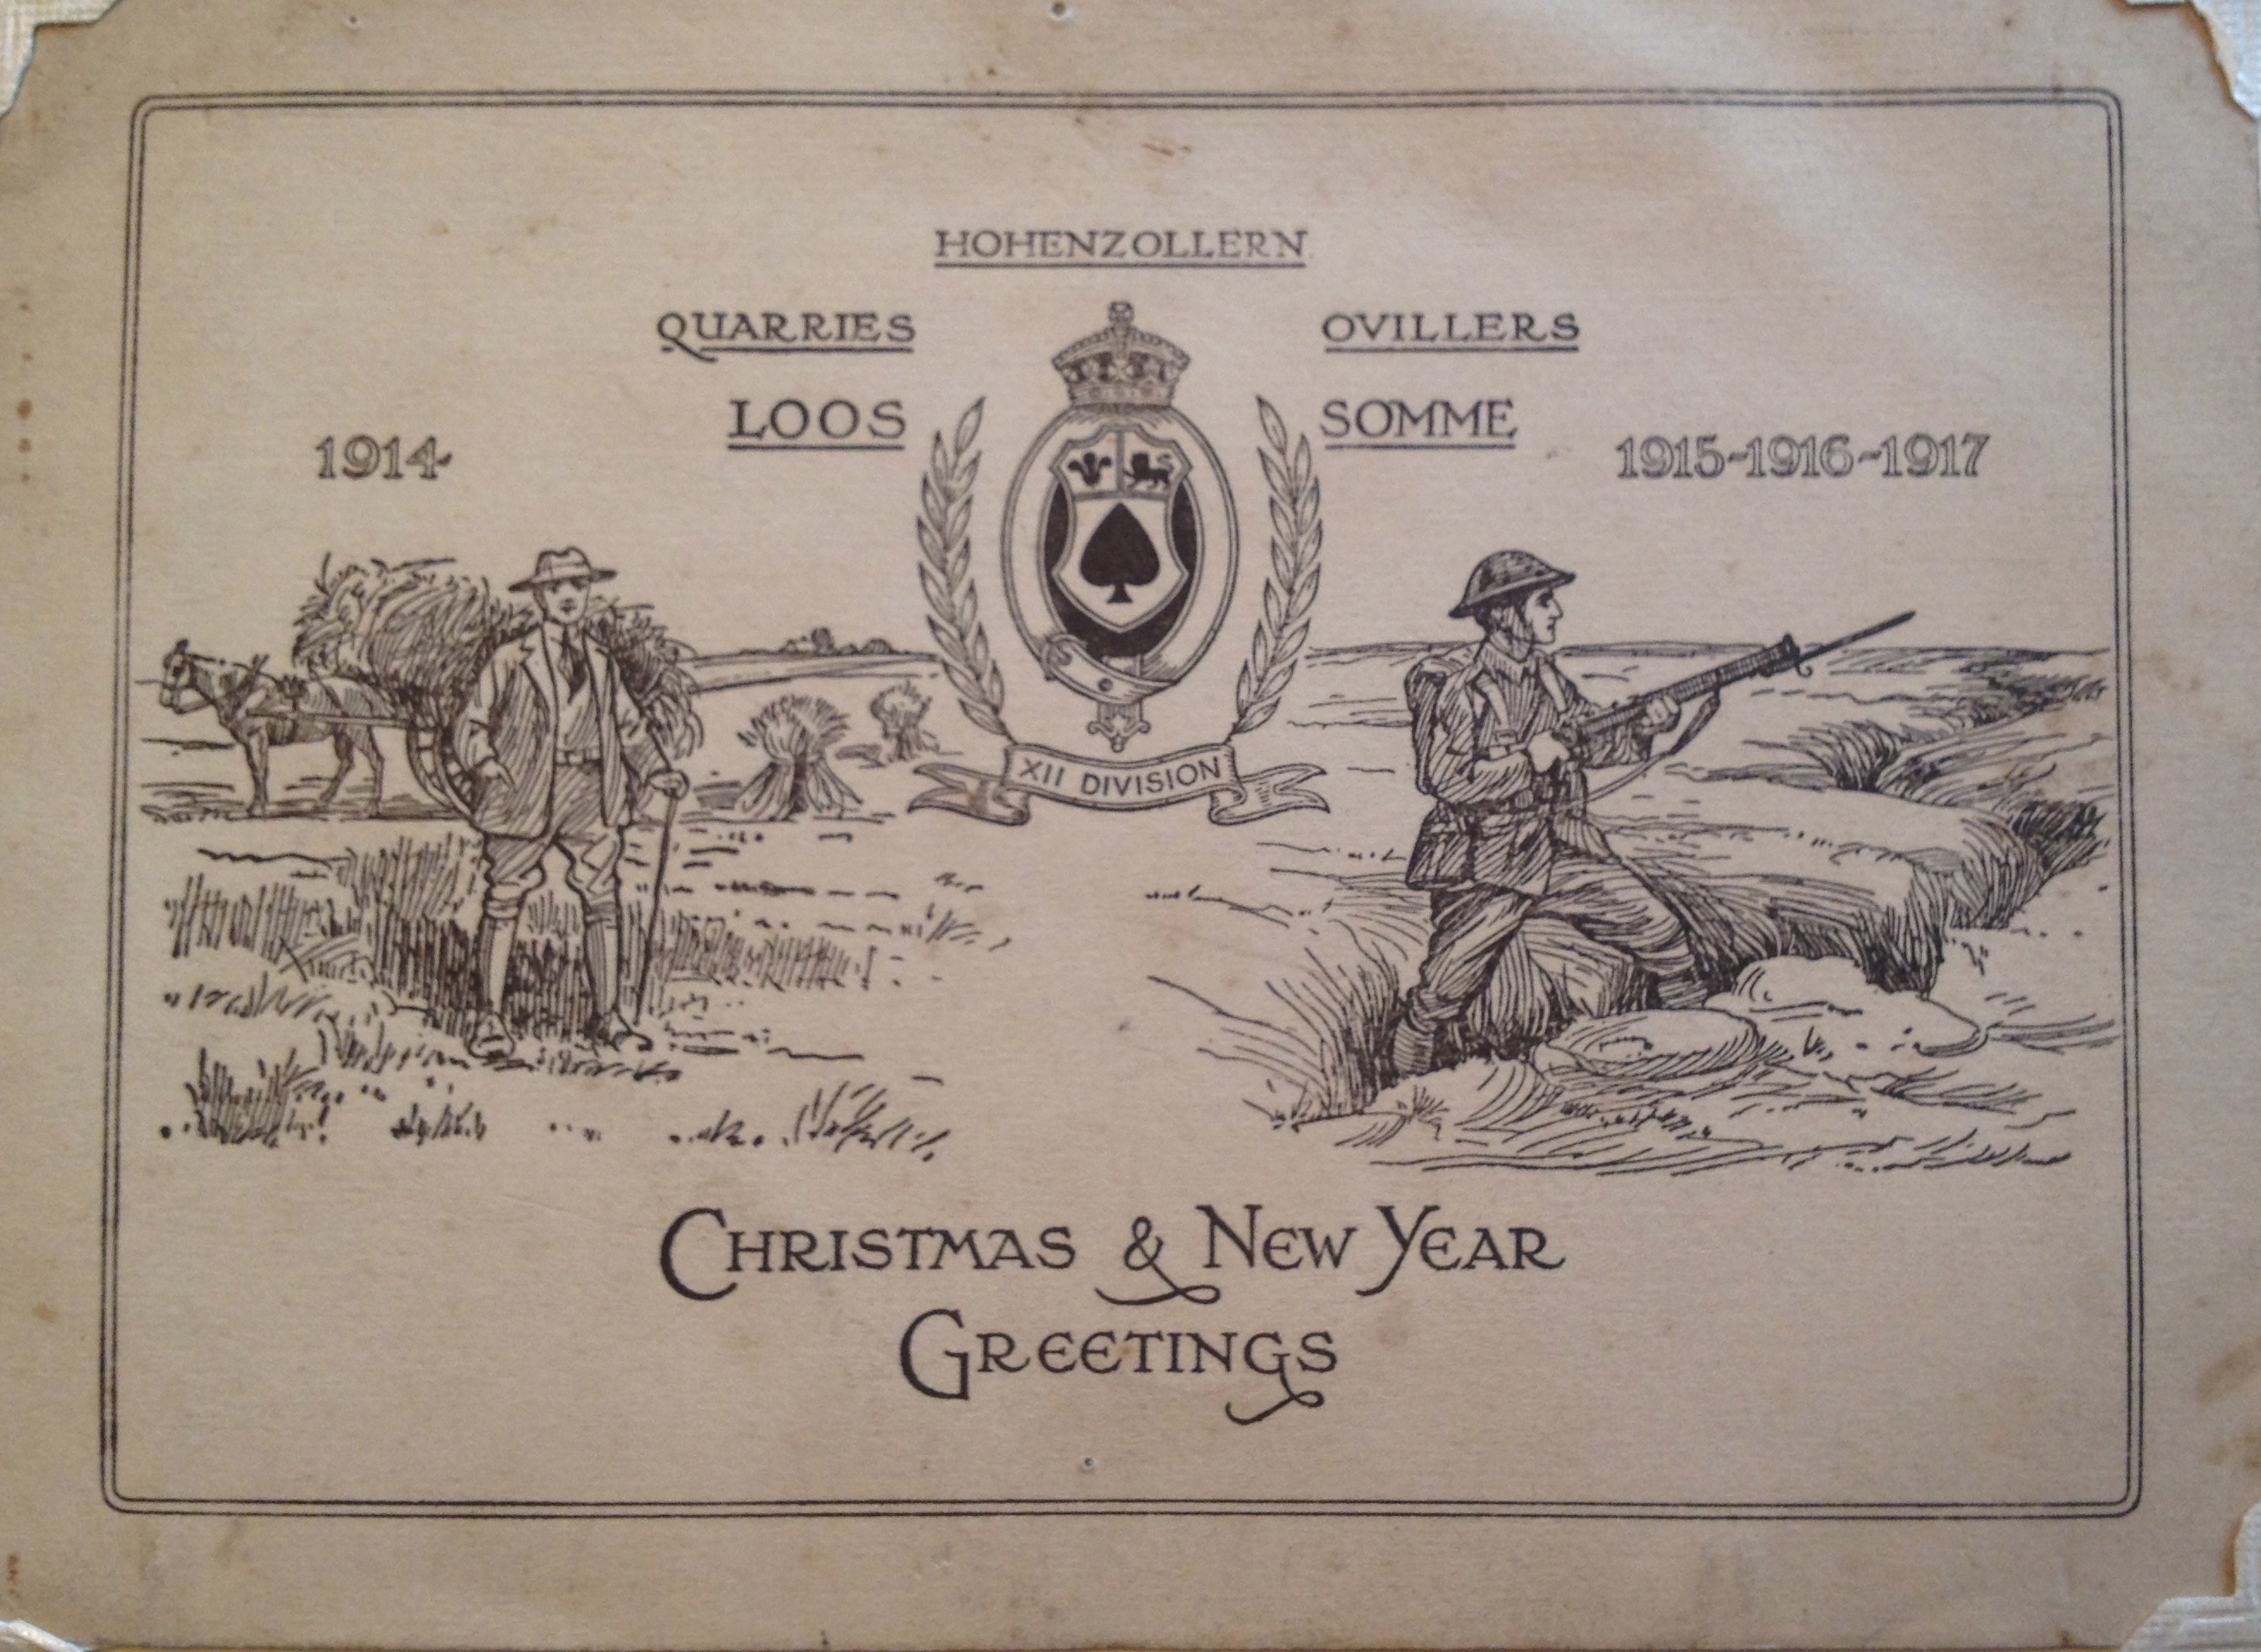 HOHENZOLLERN
QUARRIES OVILLERS
LOOS SOMME
1914 1915-1916-1917
XII DIVISION
CHRISTMAS & NEW YEAR
GREETINGS